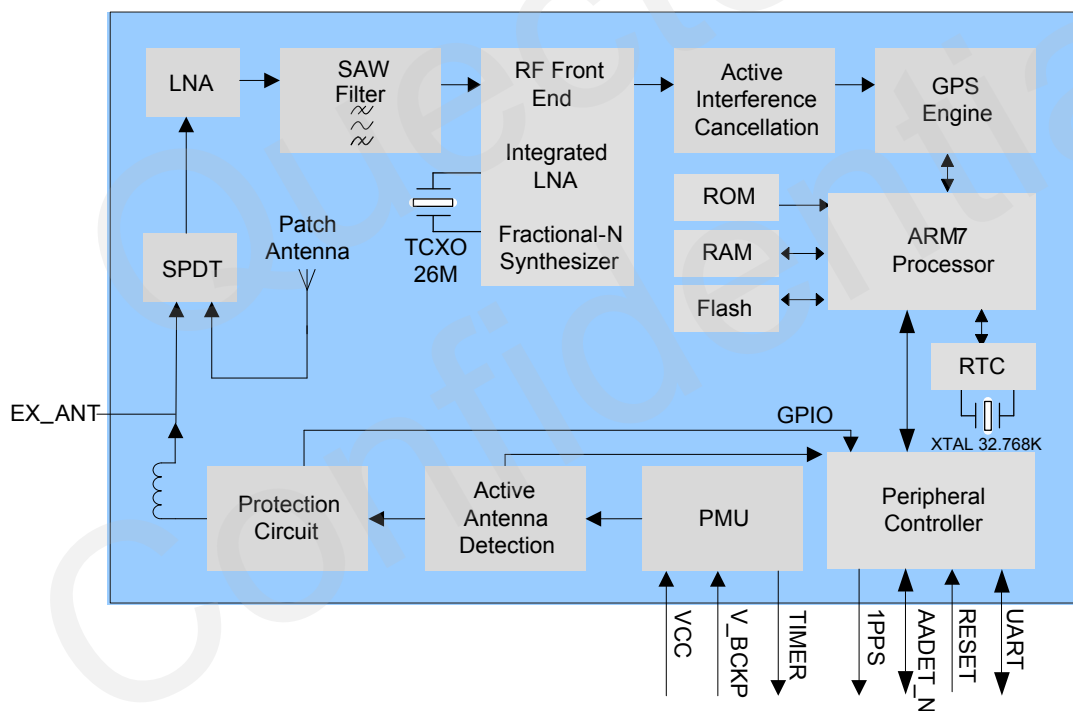 LNA
SAW
Filter
RF Front
End
Integrated
LNA
Fractional-N
Synthesizer
Active
Interference
Cancellation
GPS
Engine
TCXO
26M
ROM
RAM
Flash
ARM7
Processor
Patch
Antenna
SPDT
RTC
XTAL 32.768K
EX_ANT
GPIO
Protection
Circuit
Active
Antenna
Detection
PMU
Peripheral
Controller
VCC
V_BCKP
TIMER
1PPS
AADET_N
RESET
UART
Quectel
Confidential